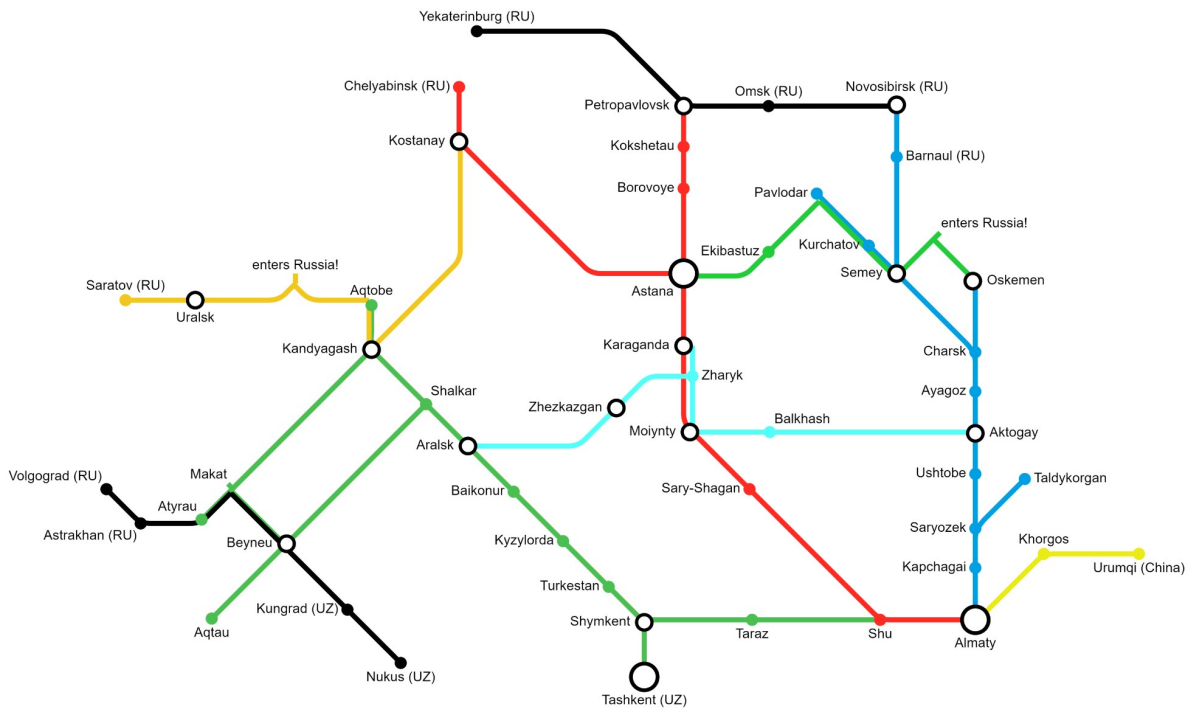 Yekaterinburg (RU)
Chelyabinsk (RU)
Omsk (RU)
Novosibirsk (RU)
Petropavlovsk
Kostanay
Kokshetau
Barnaul (RU)
Borovoye
Pavlodar
enters Russia!
Ekibastuz
Kurchatov
Semey
enters Russia!
Saratov (RU)
Aqtobe
Astana
Oskemen
Uralsk
Kandyagash
Karaganda
Charsk
Zharyk
Shalkar
Ayagoz
Zhezkazgan
Balkhash
Moiynty
Aktogay
Aralsk
Volgograd (RU)
Makat
Ushtobe
Taldykorgan
Baikonur
Sary-Shagan
Atyrau
Astrakhan (RU)
Saryozek
Beyneu
Kyzylorda
Khorgos
Kapchagai
Urumqi (China)
Turkestan
Kungrad (UZ)
Shymkent
Aqtau
Taraz
Shu
Almaty
Nukus (UZ)
Tashkent (UZ)